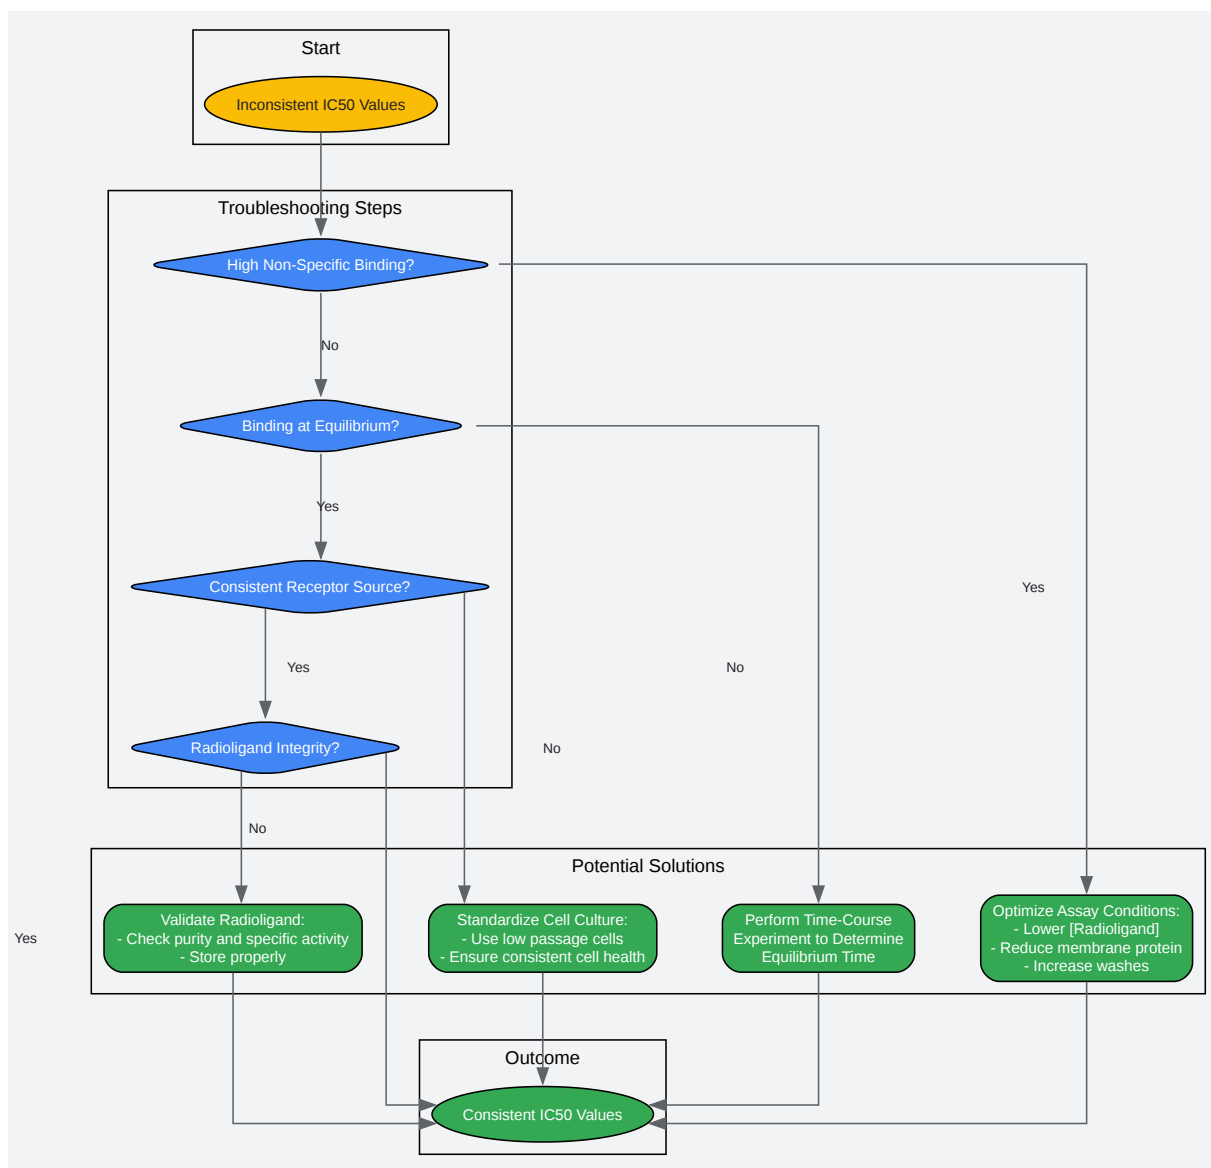 Start
Inconsistent IC50 Values
Troubleshooting Steps
High Non-Specific Binding?
No
Binding at Equilibrium?
Yes
Consistent Receptor Source?
Yes
Yes
No
Radioligand Integrity?
No
No
Potential Solutions
Validate Radioligand:
- Check purity and specific activity
- Store properly
Standardize Cell Culture:
- Use low passage cells
- Ensure consistent cell health
Perform Time-Course
Experiment to Determine
Equilibrium Time
Optimize Assay Conditions:
- Lower [Radioligand]
- Reduce membrane protein
- Increase washes
Yes
Outcome
Consistent IC50 Values